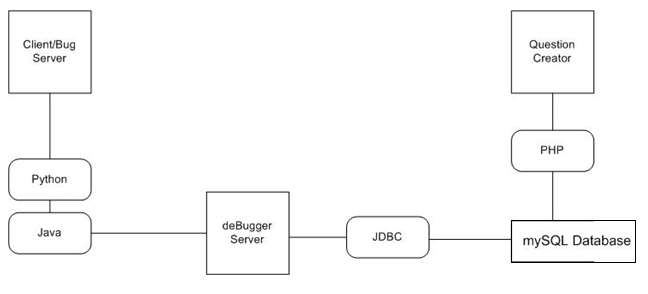 Client/Bug
Server
Question
Creator
Python
PHP
Java
deBugger
Server
JDBC
mySQL Database